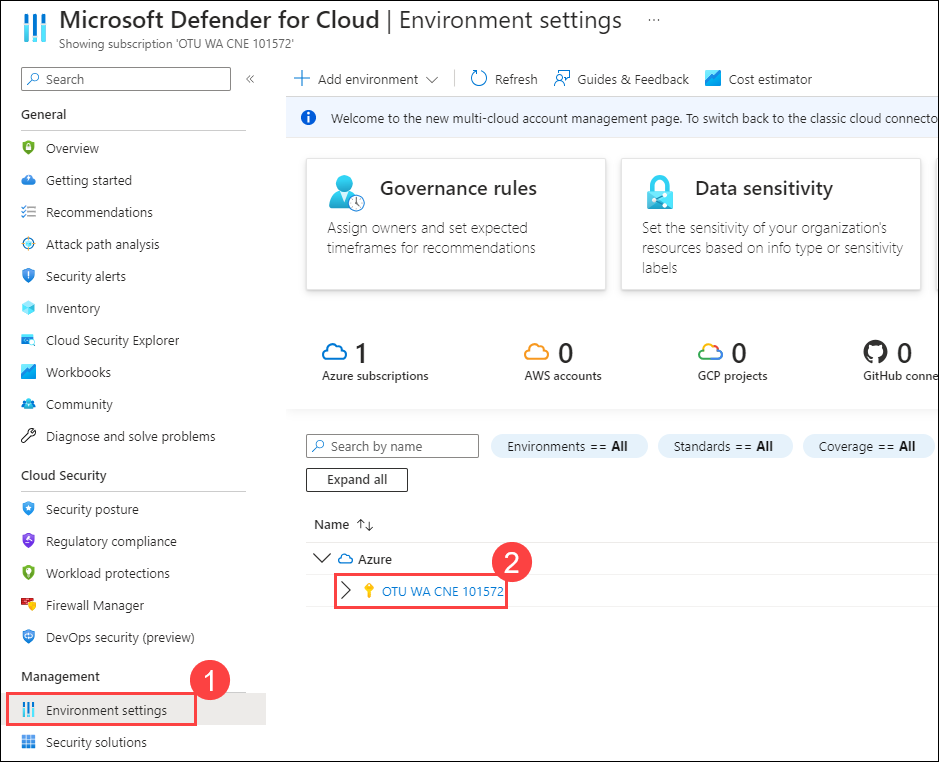 Microsoft Defender for Cloud | Environment settings ...
Showing subscription 'OTU WA CNE 101572'
Search «
General
Overview
Getting started
Recommendations
Attack path analysis
Security alerts
Inventory
Cloud Security Explorer
Workbooks
Community
Diagnose and solve problems
Cloud Security
Security posture
Regulatory compliance
Workload protections
Firewall Manager
DevOps security (preview)
Management
1
Environment settings
Security solutions
Add environment Refresh Guides & Feedback Cost estimator
Welcome to the new multi-cloud account management page. To switch back to the classic cloud connecto
Governance rules
Assign owners and set expected
timeframes for recommendations
Data sensitivity
Set the sensitivity of your organization's
resources based on info type or sensitivity
labels
1
Azure subscriptions
0
AWS accounts
0
GCP projects
0
GitHub conne
Search by name Environments == All Standards == All Coverage == All
Expand all
Name ↑↓
Azure
2
OTU WA CNE 101572